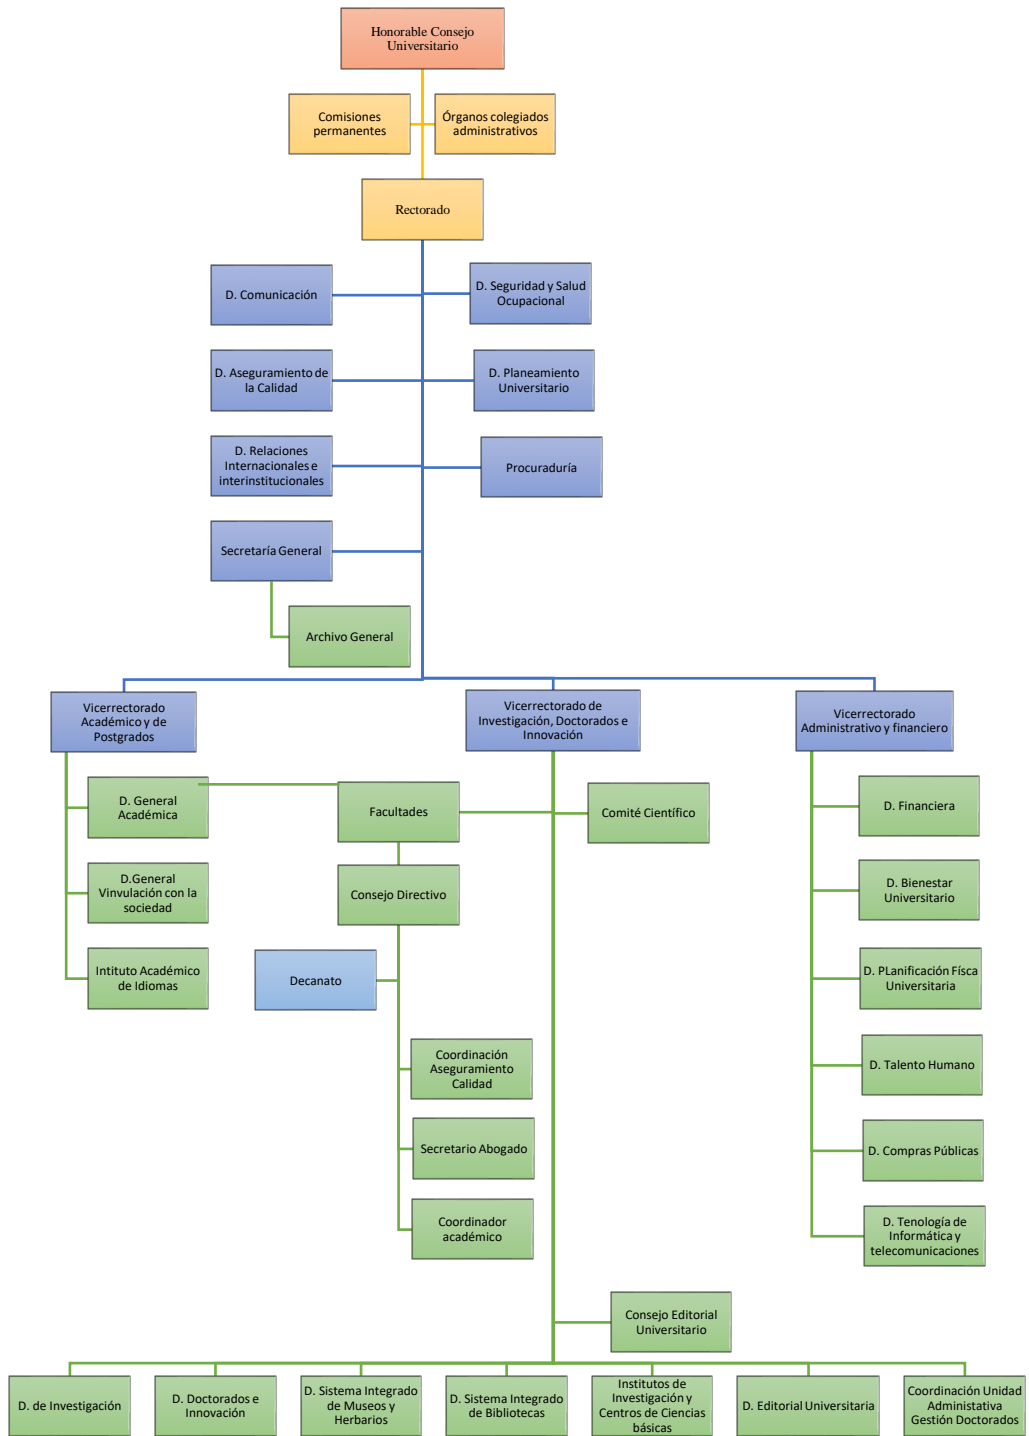 Honorable Consejo
Universitario
Comisiones
permanentes
Órganos colegiados
administrativos
Rectorado
D. Comunicación
D. Seguridad y Salud
Ocupacional
D. Aseguramiento de
la Calidad
D. Planeamiento
Universitario
D. Relaciones
Internacionales e
interinstitucionales
Procuraduría
Secretaría General
Archivo General
Vicerrectorado
Académico y de
Postgrados
Vicerrectorado de
Investigación, Doctorados e
Innovación
Vicerrectorado
Administrativo y financiero
D. General
Académica
Facultades
Comité Científico
D. Financiera
D.General
Vinvulación con la
sociedad
Consejo Directivo
D. Bienestar
Universitario
Intituto Académico
de Idiomas
Decanato
D. PLanificación Físca
Universitaria
Coordinación
Aseguramiento
Calidad
D. Talento Humano
Secretario Abogado
D. Compras Públicas
Coordinador
académico
D. Tenología de
Informática y
telecomunicaciones
Consejo Editorial
Universitario
D. de Investigación
D. Doctorados e
Innovación
D. Sistema Integrado
de Museos y
Herbarios
D. Sistema Integrado
de Bibliotecas
Institutos de
Investigación y
Centros de Ciencias
básicas
D. Editorial Universitaria
Coordinación Unidad
Administativa
Gestión Doctorados